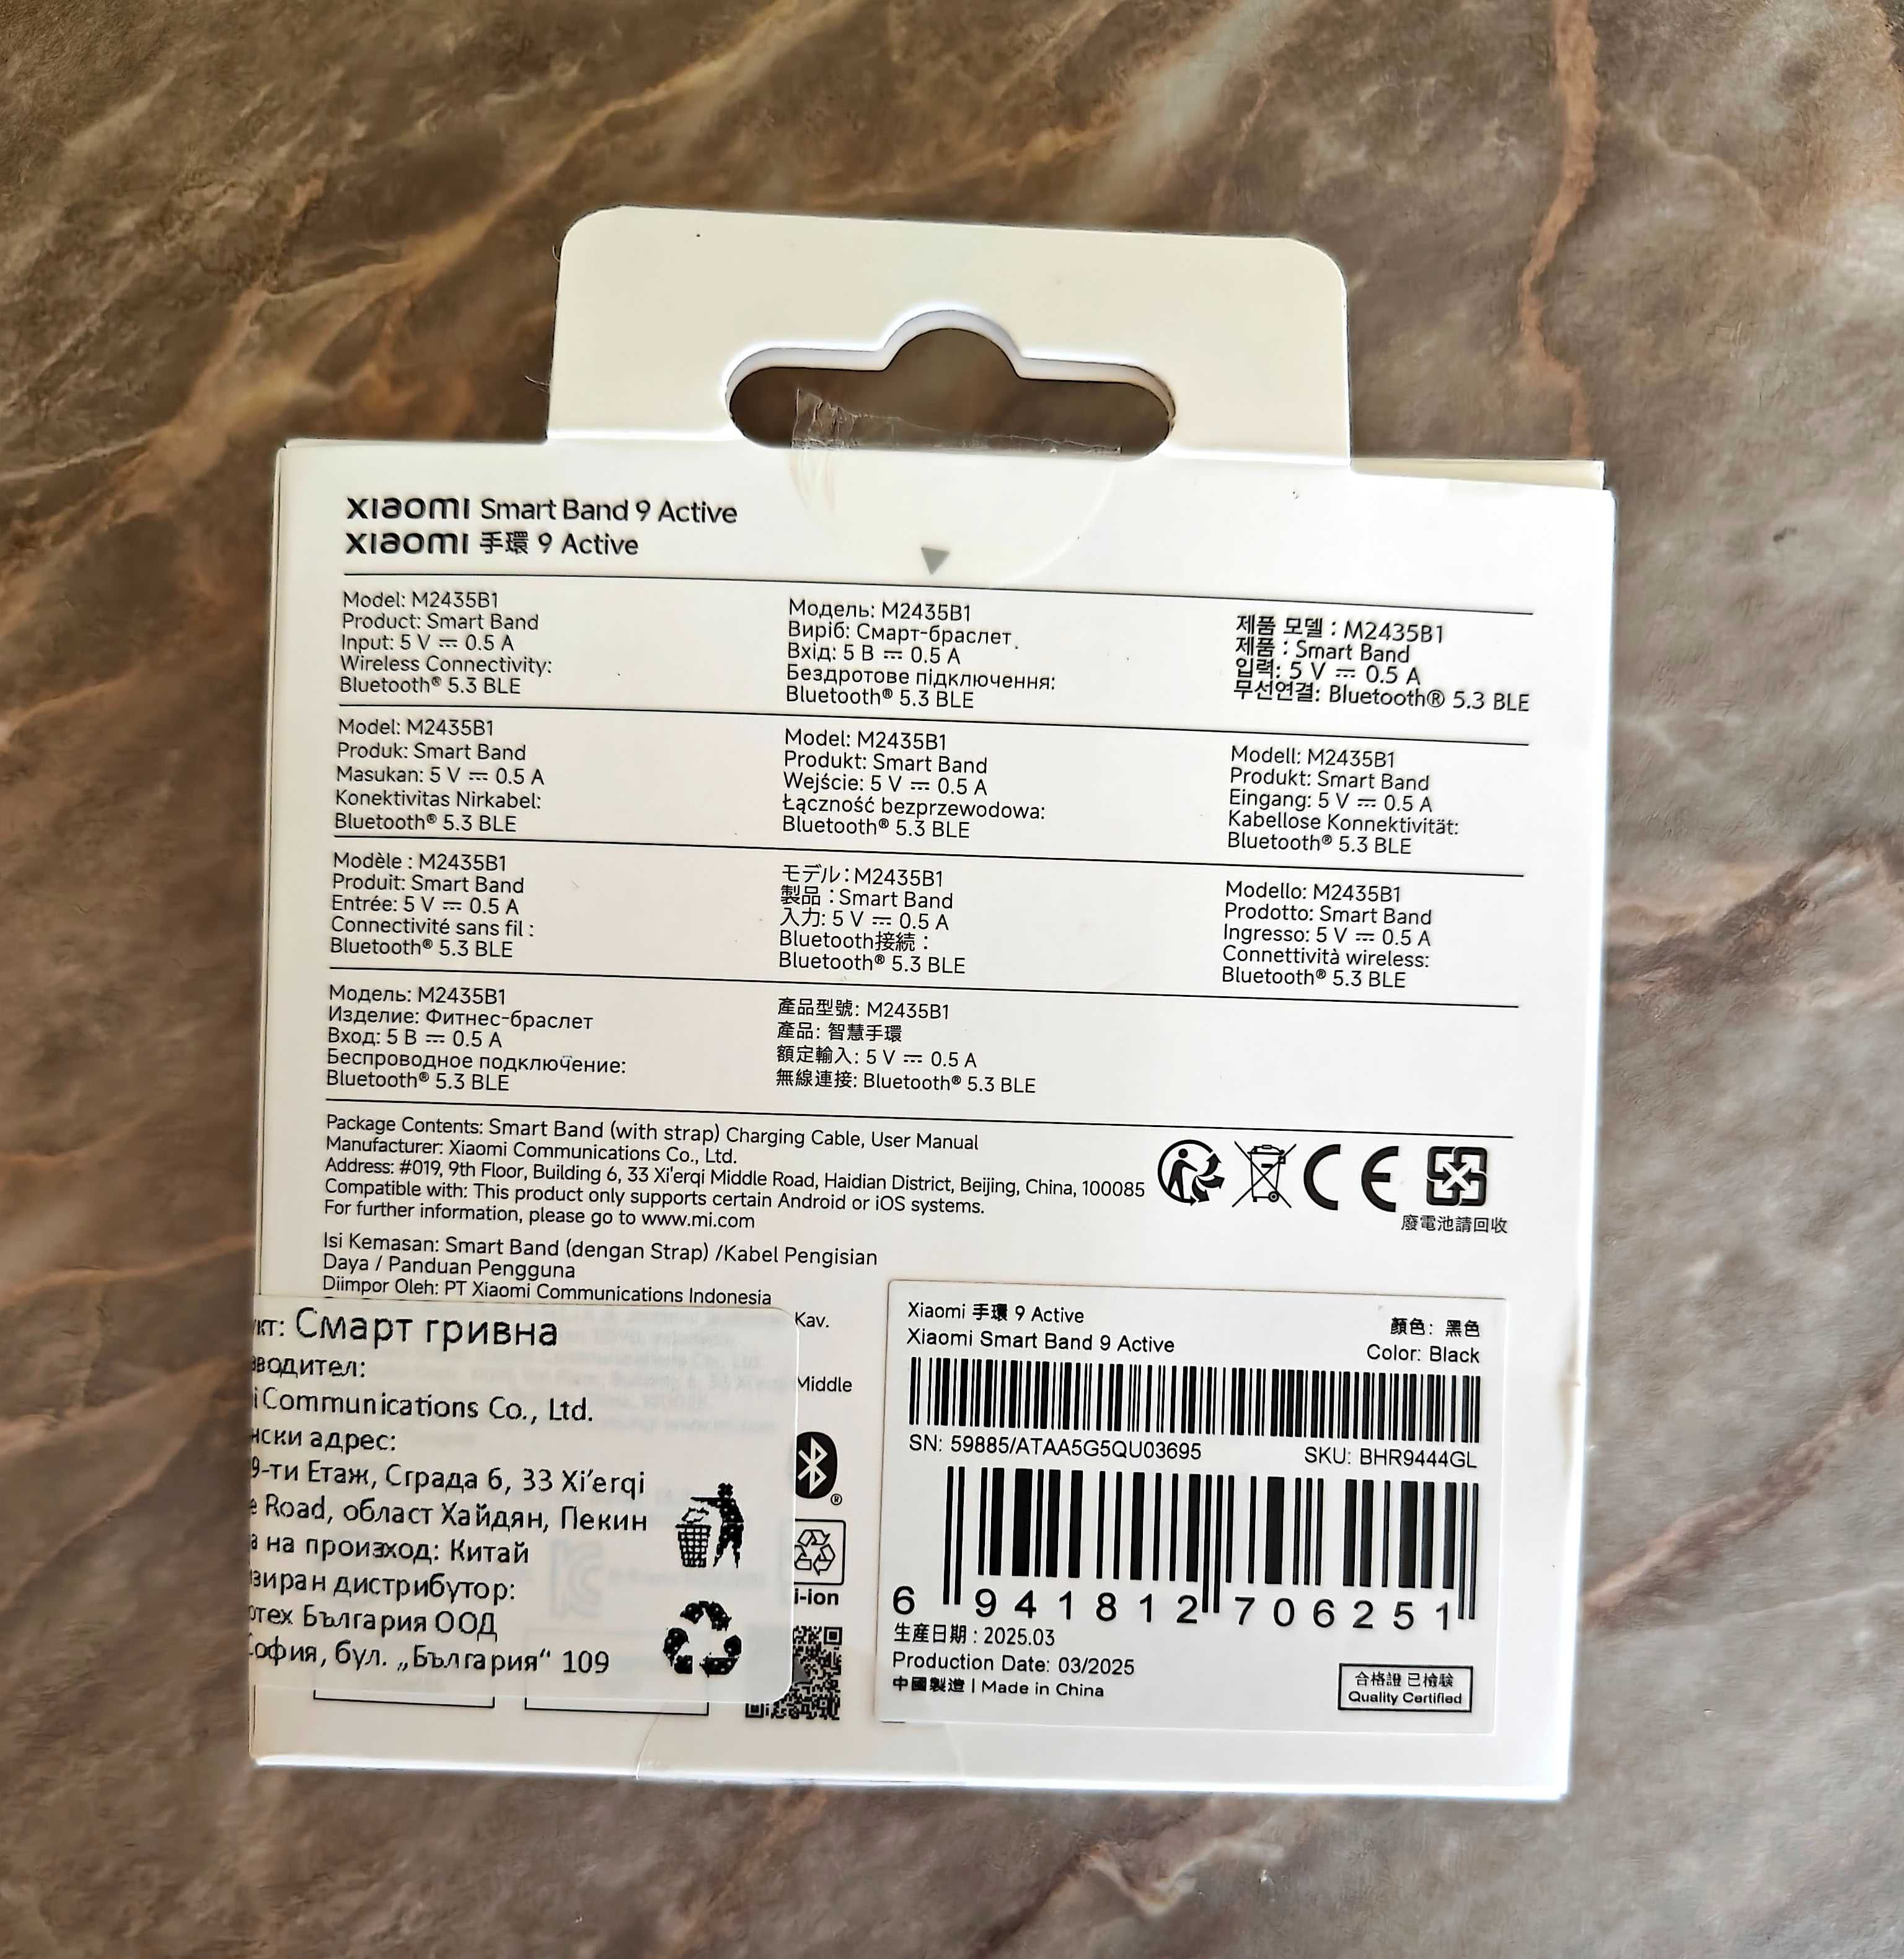 xiaomi Smart Band 9 Active
xiaomi 手環 9 Active
Model: M2435B1
Product: Smart Band
Input: 5 V ⎓ 0.5 A
Wireless Connectivity:
Bluetooth® 5.3 BLE
Модель: M2435B1
Виріб: Смарт-браслет
Вхід: 5 В ⎓ 0.5 А
Бездротове підключення:
Bluetooth® 5.3 BLE
제품 모델 : M2435B1
제품 : Smart Band
입력: 5 V ⎓ 0.5 A
무선연결: Bluetooth® 5.3 BLE
Model: M2435B1
Produk: Smart Band
Masukan: 5 V ⎓ 0.5 A
Konektivitas Nirkabel:
Bluetooth® 5.3 BLE
Model: M2435B1
Produkt: Smart Band
Wejście: 5 V ⎓ 0.5 A
Łączność bezprzewodowa:
Bluetooth® 5.3 BLE
Modell: M2435B1
Produkt: Smart Band
Eingang: 5 V ⎓ 0.5 A
Kabellose Konnektivität:
Bluetooth® 5.3 BLE
Modèle : M2435B1
Produit: Smart Band
Entrée: 5 V ⎓ 0.5 A
Connectivité sans fil :
Bluetooth® 5.3 BLE
モデル：M2435B1
製品：Smart Band
入力: 5 V ⎓ 0.5 A
Bluetooth接続：
Bluetooth® 5.3 BLE
Modello: M2435B1
Prodotto: Smart Band
Ingresso: 5 V ⎓ 0.5 A
Connettività wireless:
Bluetooth® 5.3 BLE
Модель: M2435B1
Изделие: Фитнес-браслет
Вход: 5 В ⎓ 0.5 А
Беспроводное подключение:
Bluetooth® 5.3 BLE
產品型號: M2435B1
產品: 智慧手環
額定輸入: 5 V ⎓ 0.5 A
無線連接: Bluetooth® 5.3 BLE
Package Contents: Smart Band (with strap) Charging Cable, User Manual
Manufacturer: Xiaomi Communications Co., Ltd.
Address: #019, 9th Floor, Building 6, 33 Xi'erqi Middle Road, Haidian District, Beijing, China, 100085
Compatible with: This product only supports certain Android or iOS systems.
For further information, please go to www.mi.com
CE
廢電池請回收
Isi Kemasan: Smart Band (dengan Strap) /Kabel Pengisian
Daya / Panduan Pengguna
Diimpor Oleh: PT Xiaomi Communications Indonesia
Kav.
Middle
кт: Смарт гривна
зводител:
i Communications Co., Ltd.
нски адрес:
9-ти Етаж, Сграда 6, 33 Xi'erqi
e Road, област Хайдян, Пекин
а на произход: Китай
изиран дистрибутор:
отех България ООД
София, бул. „България“ 109
®
i-ion
Xiaomi 手環 9 Active
Xiaomi Smart Band 9 Active
顏色: 黑色
Color: Black
SN: 59885/ATAA5G5QU03695
SKU: BHR9444GL
6 941812 706251
生產日期 : 2025.03
Production Date: 03/2025
中國製造 | Made in China
合格證 已檢驗
Quality Certified